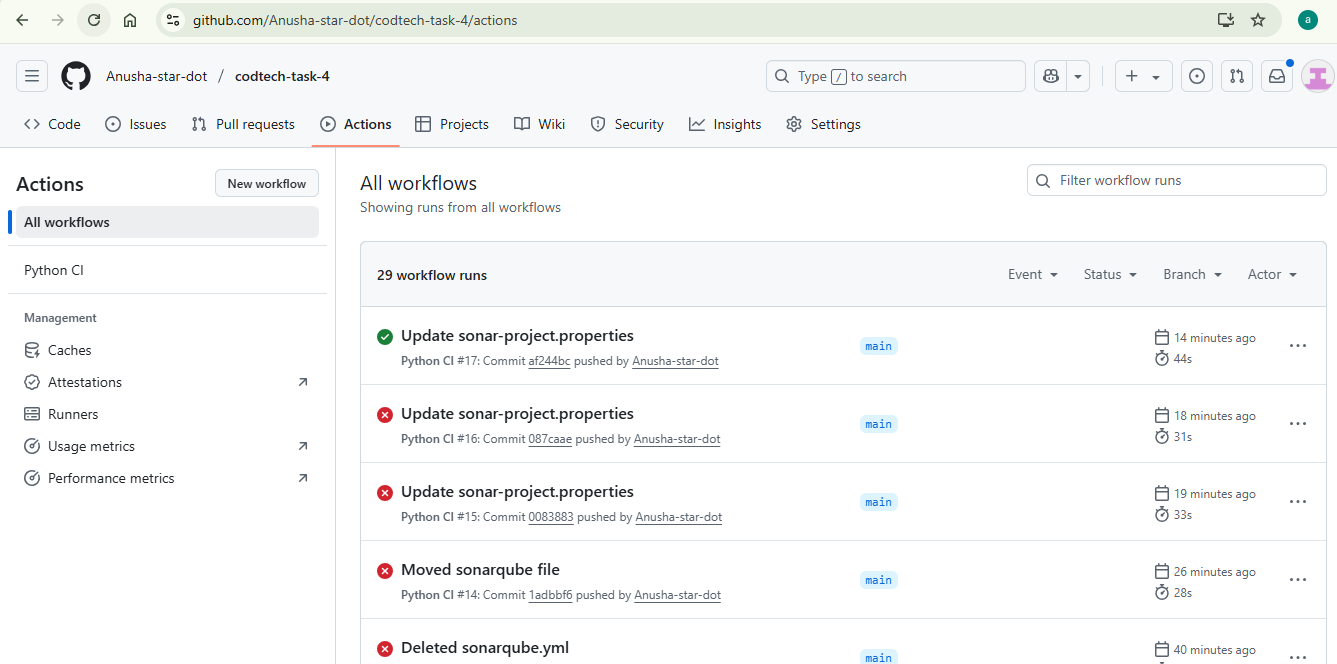 github.com/Anusha-star-dot/codtech-task-4/actions
a
Anusha-star-dot / codtech-task-4
Type / to search
Code Issues Pull requests Actions Projects Wiki Security Insights Settings
Actions
New workflow
All workflows
Python CI
Management
Caches
Attestations
Runners
Usage metrics
Performance metrics
All workflows
Showing runs from all workflows
Filter workflow runs
29 workflow runs
Event Status Branch Actor
Update sonar-project.properties
Python CI #17: Commit af244bc pushed by Anusha-star-dot
main
14 minutes ago
44s
Update sonar-project.properties
Python CI #16: Commit 087caae pushed by Anusha-star-dot
main
18 minutes ago
31s
Update sonar-project.properties
Python CI #15: Commit 0083883 pushed by Anusha-star-dot
main
19 minutes ago
33s
Moved sonarqube file
Python CI #14: Commit 1adbbf6 pushed by Anusha-star-dot
main
26 minutes ago
28s
Deleted sonarqube.yml
main
40 minutes ago